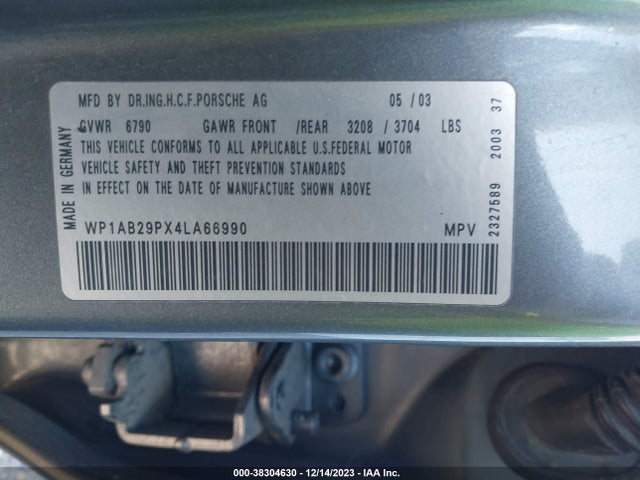 MFD BY DR.ING.H.C.F.PORSCHE AG 05 / 03
GVWR 6790 GAWR FRONT /REAR 3208 / 3704 LBS
THIS VEHICLE CONFORMS TO ALL APPLICABLE U.S.FEDERAL MOTOR
VEHICLE SAFETY AND THEFT PREVENTION STANDARDS
IN EFFECT ON THE DATE OF MANUFACTURE SHOWN ABOVE
WP1AB29PX4LA66990 MPV
MADE IN GERMANY
2327589 2003 37
000-38304630 - 12/14/2023 - IAA Inc.